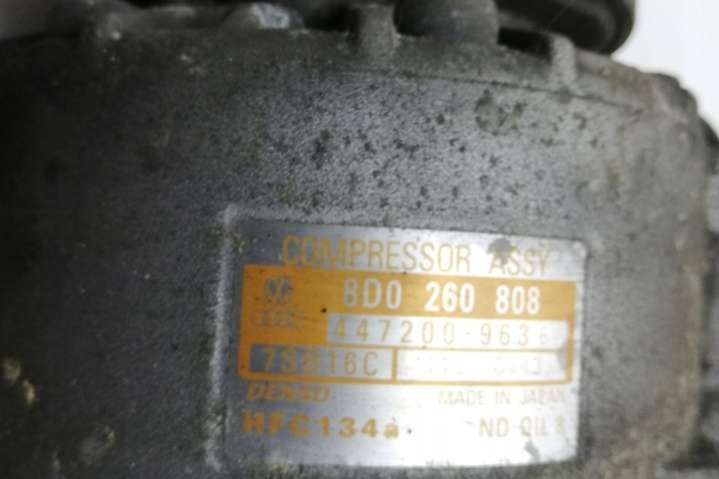 COMPRESSOR ASSY
8D0 260 808
447200-963
7SB16C
DENSO MADE IN JAPAN
HFC134a ND-OIL 8